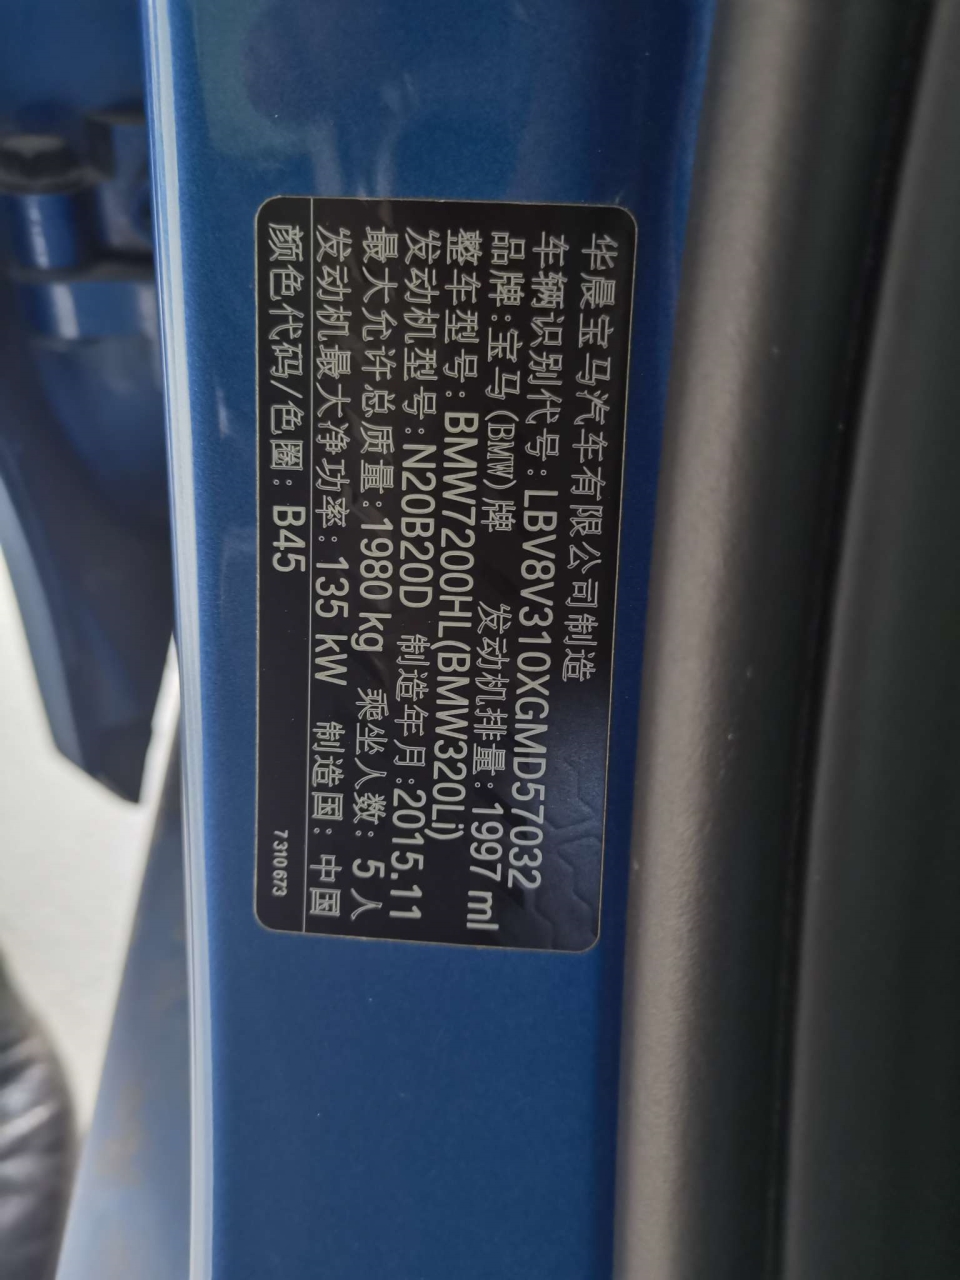 华晨宝马汽车有限公司制造
车辆识别代号: LBV8V310XGMD57032
品牌:宝马(BMW)牌 发动机排量: 1997 ml
整车型号: BMW7200HL(BMW320Li)
发动机型号: N20B20D 制造年月:2015.11
最大允许总质量:1980 kg 乘坐人数: 5人
发动机最大净功率: 135 kW 制造国: 中国
颜色代码/色圈: B45 7310673